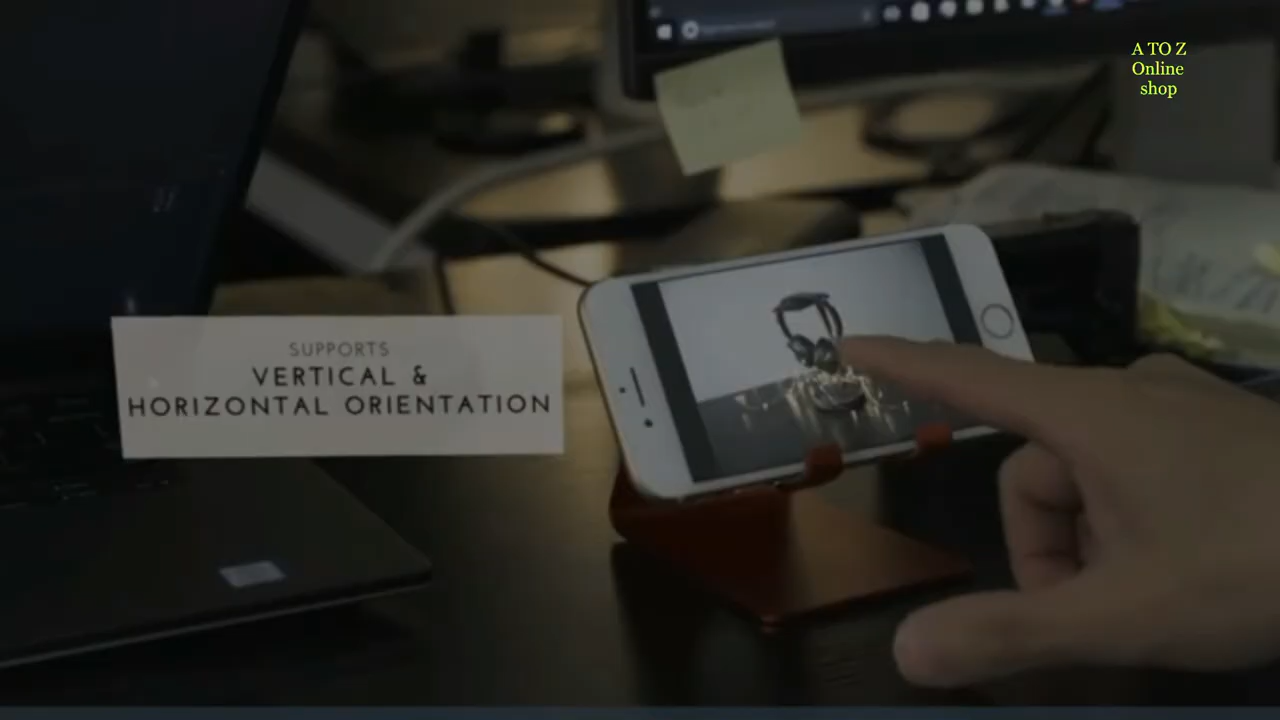 A TO Z
Online
shop
SUPPORTS
VERTICAL &
HORIZONTAL ORIENTATION